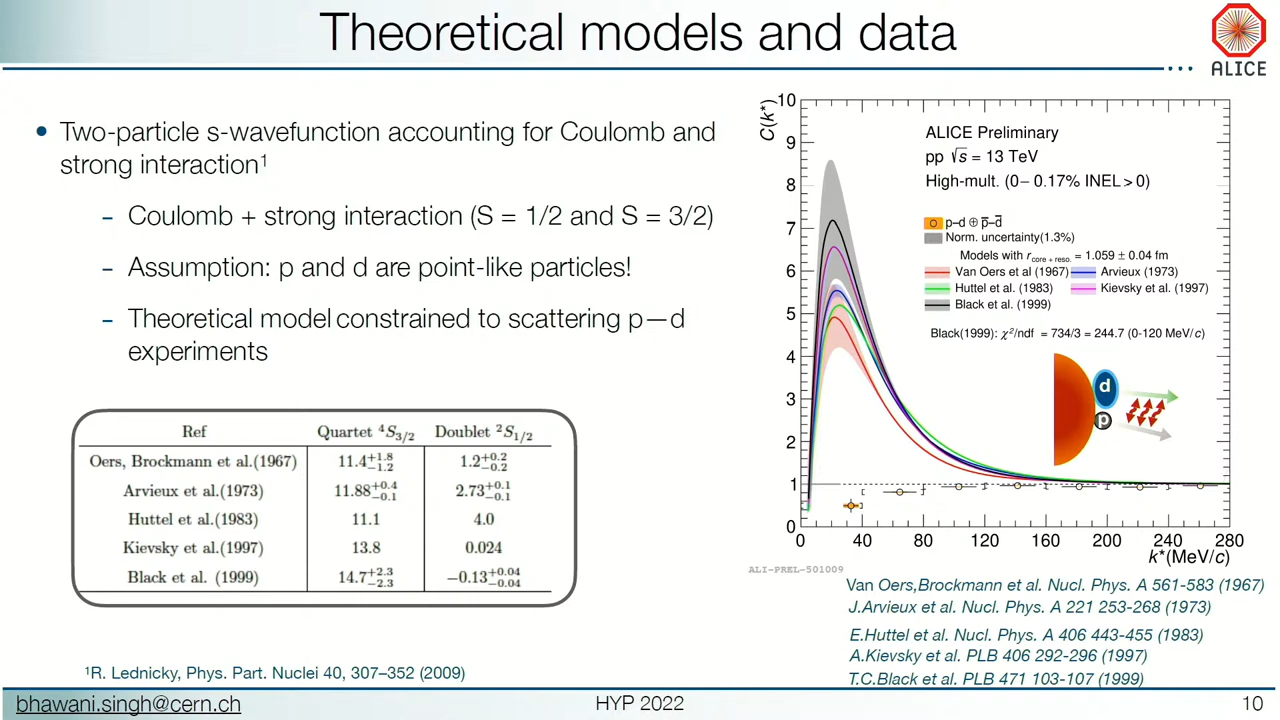 Theoretical models and data
ALICE
• Two-particle s-wavefunction accounting for Coulomb and
strong interaction¹
– Coulomb + strong interaction (S = 1/2 and S = 3/2)
– Assumption: p and d are point-like particles!
– Theoretical model constrained to scattering p—d
experiments
Ref Quartet ⁴S₃/₂ Doublet ²S₁/₂
Oers, Brockmann et al.(1967) 11.4+1.8 −1.2 1.2+0.2 −0.2
Arvieux et al.(1973) 11.88+0.4 −0.1 2.73+0.1 −0.1
Huttel et al.(1983) 11.1 4.0
Kievsky et al.(1997) 13.8 0.024
Black et al. (1999) 14.7+2.3 −2.3 −0.13+0.04 −0.04
¹R. Lednicky, Phys. Part. Nuclei 40, 307–352 (2009)
C(k*)
10
9
8
7
6
5
4
3
2
1
0
ALICE Preliminary
pp √s = 13 TeV
High-mult. (0– 0.17% INEL > 0)
p–d ⊕ p̄–d̄
Norm. uncertainty(1.3%)
Models with r core + reso. = 1.059 ± 0.04 fm
Van Oers et al (1967) Arvieux (1973)
Huttel et al. (1983) Kievsky et al. (1997)
Black et al. (1999)
Black(1999): χ²/ndf = 734/3 = 244.7 (0-120 MeV/c)
d
p
0 40 80 120 160 200 240 280
k*(MeV/c)
ALI-PREL-501009
Van Oers,Brockmann et al. Nucl. Phys. A 561-583 (1967)
J.Arvieux et al. Nucl. Phys. A 221 253-268 (1973)
E.Huttel et al. Nucl. Phys. A 406 443-455 (1983)
A.Kievsky et al. PLB 406 292-296 (1997)
T.C.Black et al. PLB 471 103-107 (1999)
bhawani.singh@cern.ch HYP 2022 10